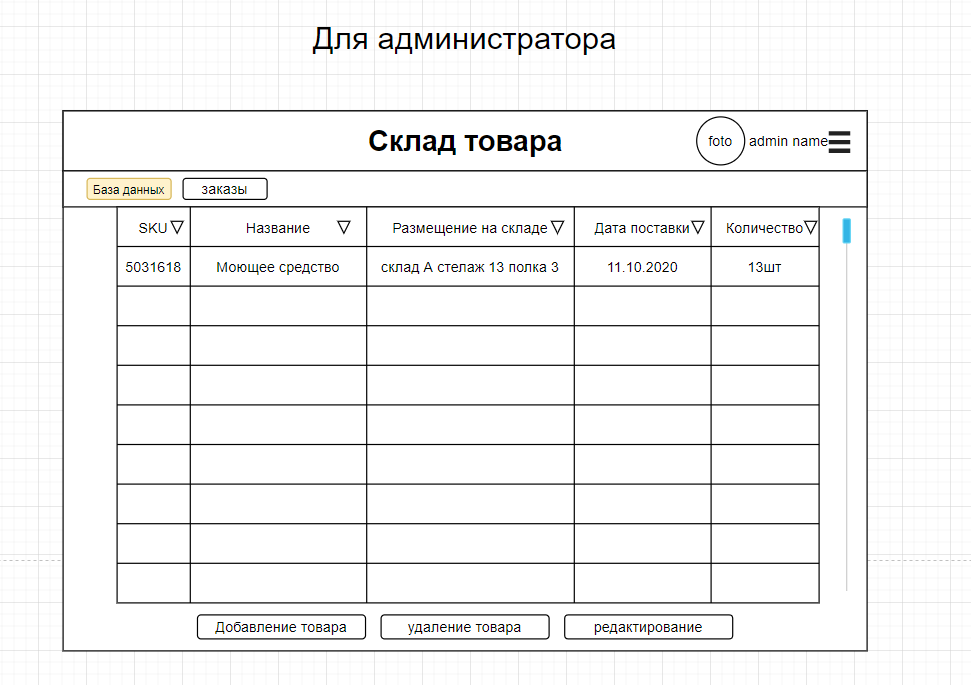 Для администратора
Склад товара
foto admin name
База данных заказы
SKU Название Размещение на складе Дата поставки Количество
5031618 Моющее средство склад А стелаж 13 полка 3 11.10.2020 13шт
Добавление товара удаление товара редактирование